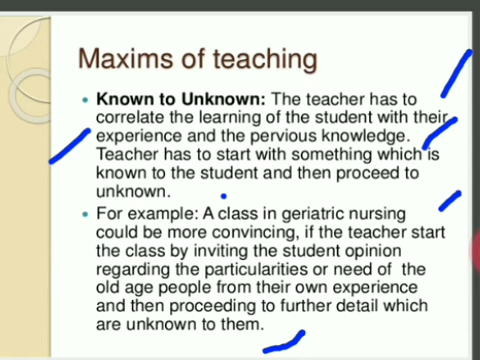 Maxims of teaching
• Known to Unknown: The teacher has to
correlate the learning of the student with their
experience and the pervious knowledge.
Teacher has to start with something which is
known to the student and then proceed to
unknown.
• For example: A class in geriatric nursing
could be more convincing, if the teacher start
the class by inviting the student opinion
regarding the particularities or need of the
old age people from their own experience
and then proceeding to further detail which
are unknown to them.